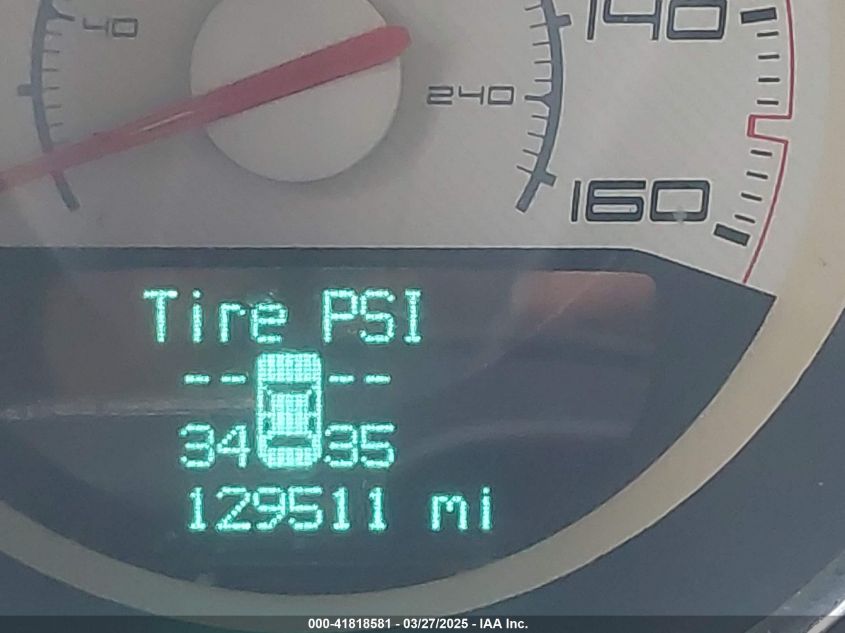 40
140
240
160
Tire PSI
-- --
34 35
129511 mi
000-41818581 - 03/27/2025 - IAA Inc.